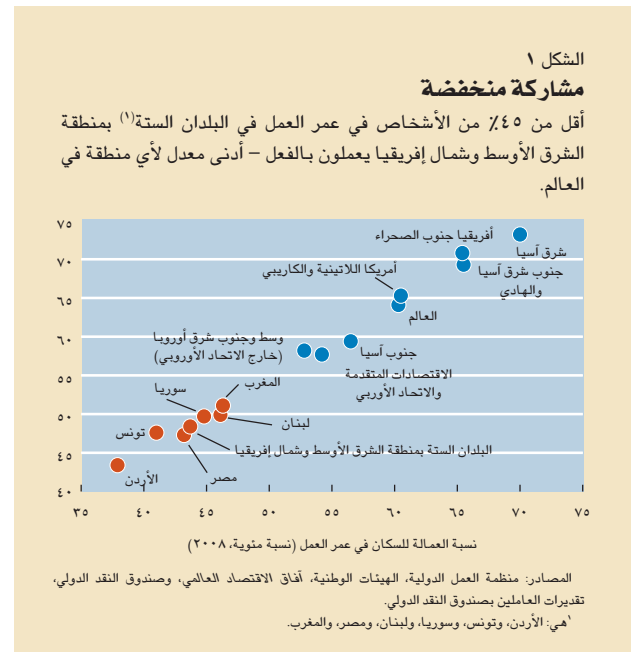 الشكل ١
مشاركة منخفضة
أقل من ٤٥٪ من الأشخاص في عمر العمل في البلدان الستة(١) بمنطقة
الشرق الأوسط وشمال إفريقيا يعملون بالفعل – أدنى معدل لأي منطقة في
العالم.
٧٥
أفريقيا جنوب الصحراء
شرق آسيا
٧٠
جنوب شرق آسيا
والهادي
أمريكا اللاتينية والكاريبي
٦٥
العالم
٦٠
وسط وجنوب شرق أوروبا
(خارج الاتحاد الأوروبي)
جنوب آسيا
٥٥
الاقتصادات المتقدمة
والاتحاد الأوربي
المغرب
سوريا
٥٠
لبنان
تونس
البلدان الستة بمنطقة الشرق الأوسط وشمال إفريقيا
٤٥
مصر
الأردن
٤٠
٣٥ ٤٠ ٤٥ ٥٠ ٥٥ ٦٠ ٦٥ ٧٠ ٧٥
نسبة العمالة للسكان في عمر العمل (نسبة مئوية، ٢٠٠٨)
المصادر: منظمة العمل الدولية، الهيئات الوطنية، آفاق الاقتصاد العالمي، وصندوق النقد الدولي،
تقديرات العاملين بصندوق النقد الدولي.
١هي: الأردن، وتونس، وسوريا، ولبنان، ومصر، والمغرب.